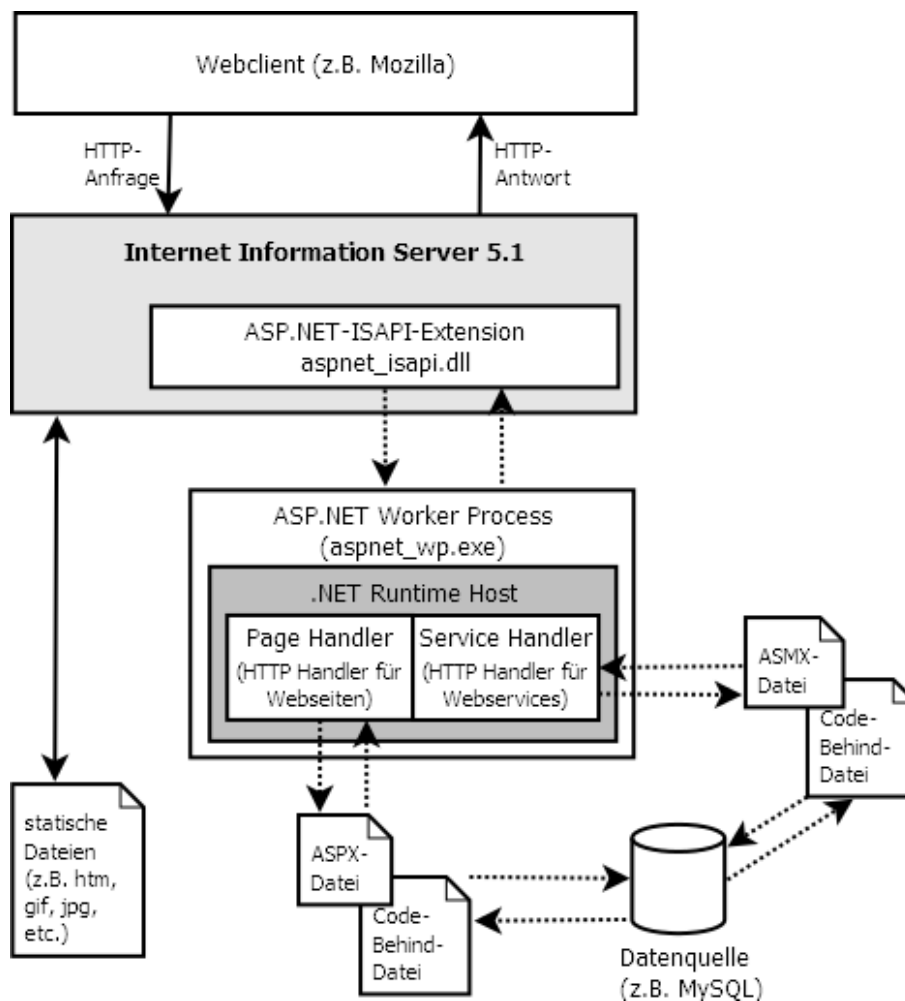 Webclient (z.B. Mozilla)
HTTP-
Anfrage
HTTP-
Antwort
Internet Information Server 5.1
ASP.NET-ISAPI-Extension
aspnet_isapi.dll
ASP.NET Worker Process
(aspnet_wp.exe)
.NET Runtime Host
Page Handler
(HTTP Handler für
Webseiten)
Service Handler
(HTTP Handler für
Webservices)
ASMX-
Datei
Code-
Behind-
Datei
statische
Dateien
(z.B. htm,
gif, jpg,
etc.)
ASPX-
Datei
Code-
Behind-
Datei
Datenquelle
(z.B. MySQL)